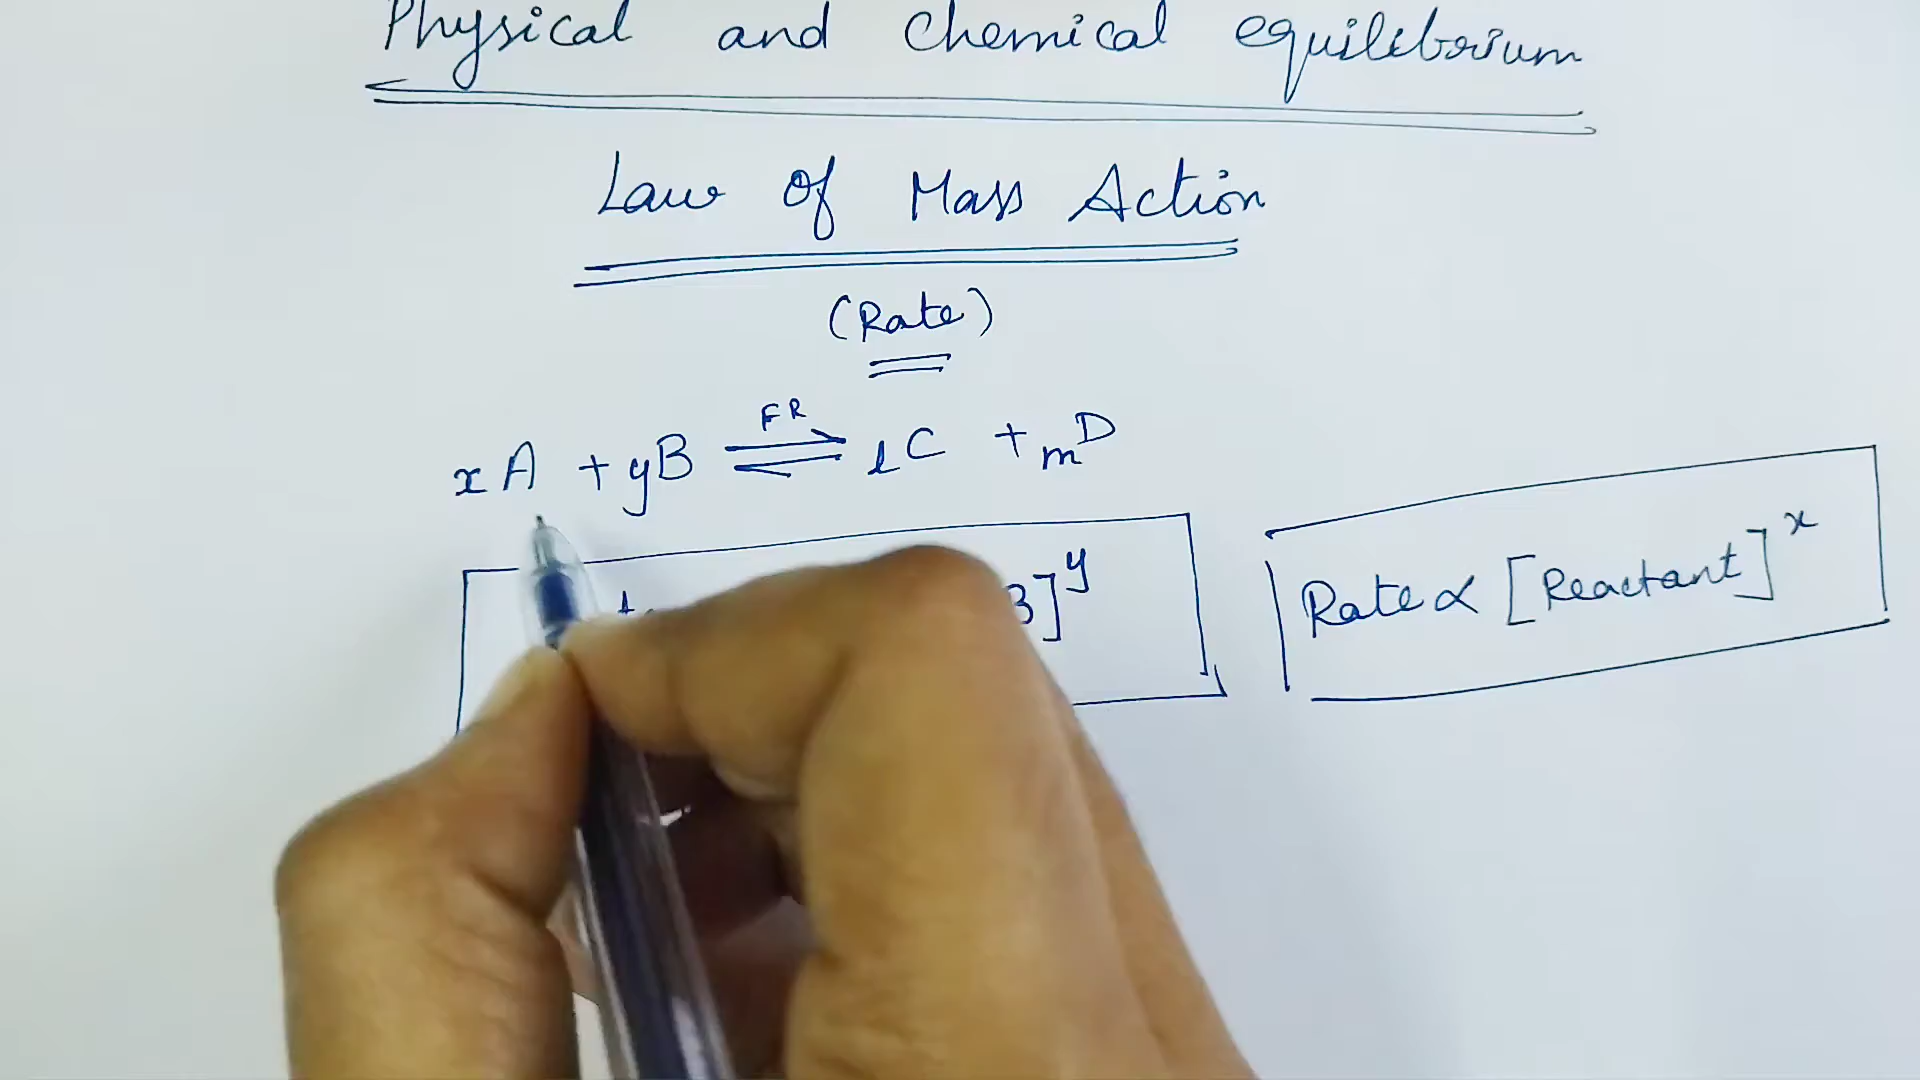 Physical and Chemical equilibrium
Law of Mass Action
(Rate)
FR
xA + yB ⇌ lC + mD
B]^y
Rate ∝ [Reactant]^x